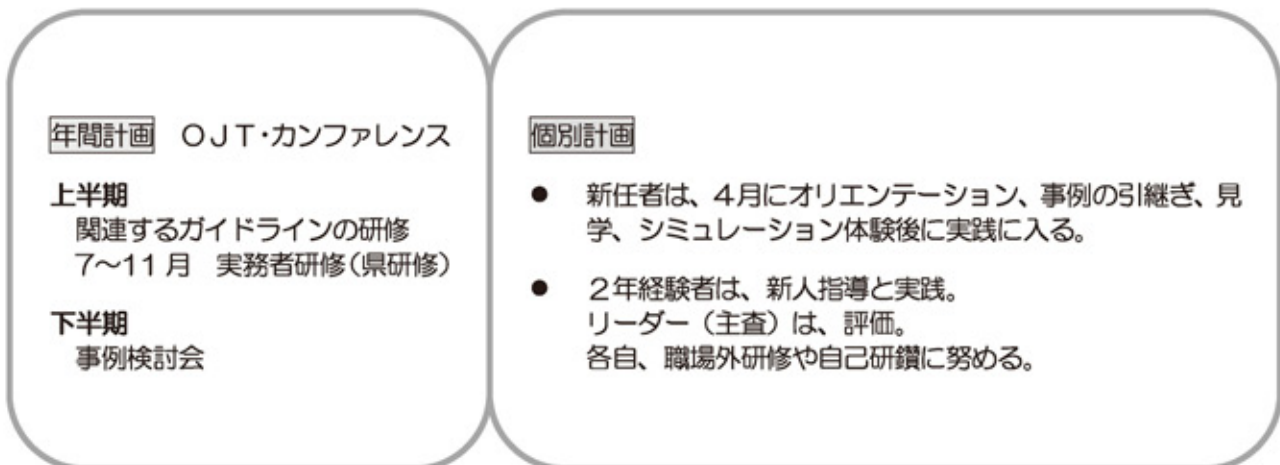 年間計画 OJT・カンファレンス
上半期
関連するガイドラインの研修
7～11月 実務者研修(県研修)
下半期
事例検討会
個別計画
● 新任者は、4月にオリエンテーション、事例の引継ぎ、見
学、シミュレーション体験後に実践に入る。
● 2年経験者は、新人指導と実践。
リーダー(主査)は、評価。
各自、職場外研修や自己研鑽に努める。